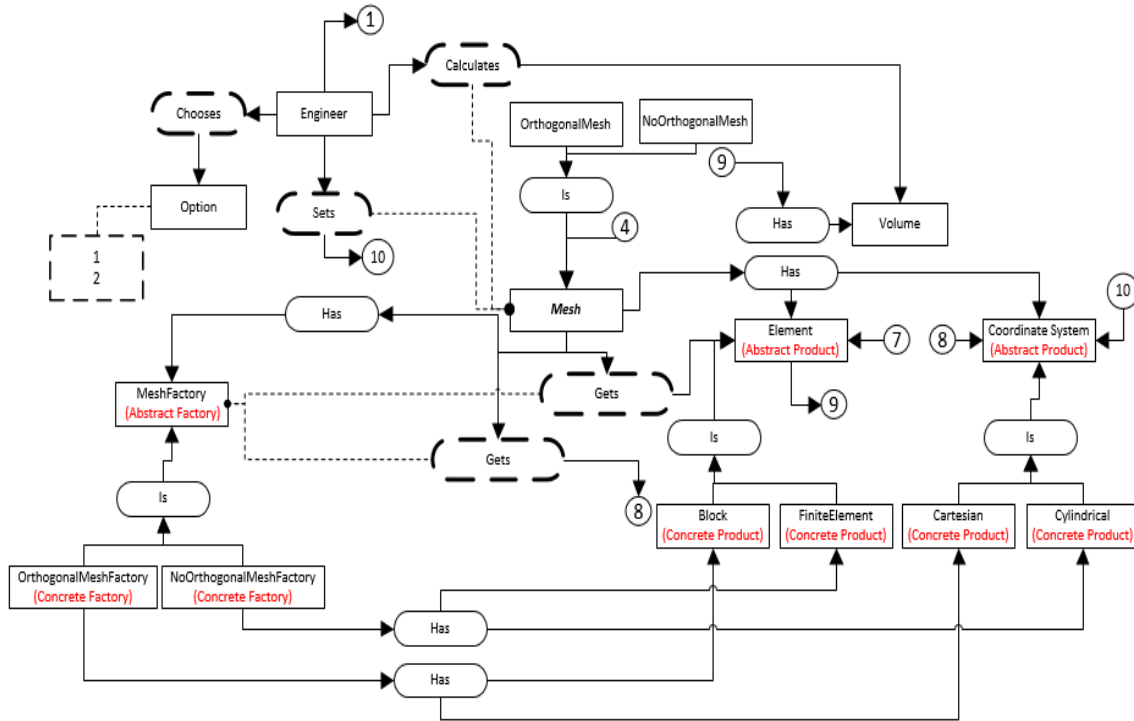 1
Calculates
Chooses
Engineer
OrthogonalMesh
NoOrthogonalMesh
9
Is
Option
Sets
4
Has
Volume
1
2
10
Has
Mesh
Has
10
Element
(Abstract Product)
7
8
Coordinate System
(Abstract Product)
MeshFactory
(Abstract Factory)
Gets
9
Gets
Is
Is
Is
8
Block
(Concrete Product)
FiniteElement
(Concrete Product)
Cartesian
(Concrete Product)
Cylindrical
(Concrete Product)
OrthogonalMeshFactory
(Concrete Factory)
NoOrthogonalMeshFactory
(Concrete Factory)
Has
Has